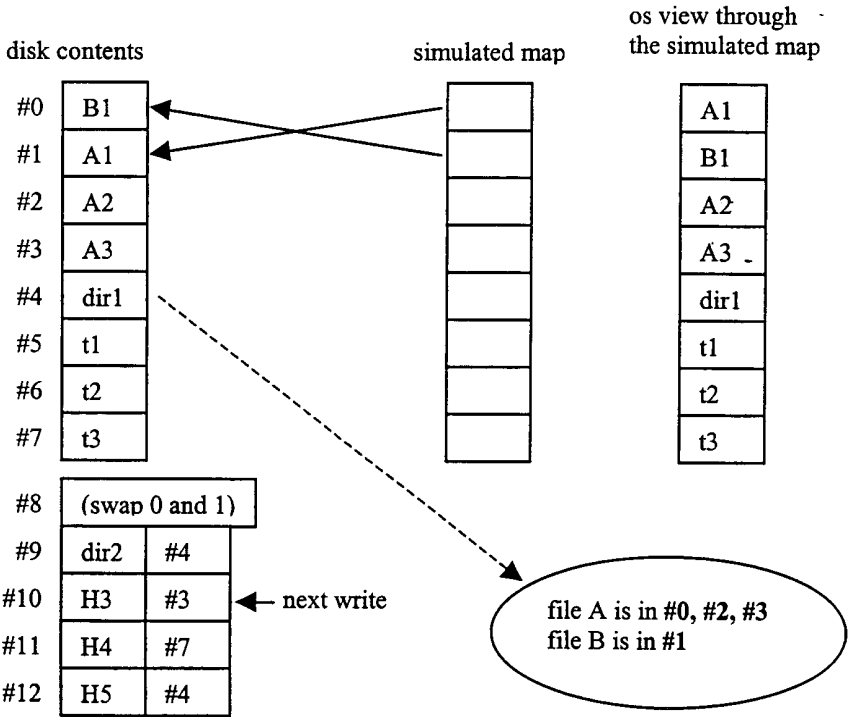 os view through
disk contents simulated map the simulated map
#0 B1 A1
#1 A1 B1
#2 A2 A2
#3 A3 A3
#4 dir1 dir1
#5 t1 t1
#6 t2 t2
#7 t3 t3
#8 (swap 0 and 1)
#9 dir2 #4
#10 H3 #3 next write
#11 H4 #7
#12 H5 #4
file A is in #0, #2, #3
file B is in #1